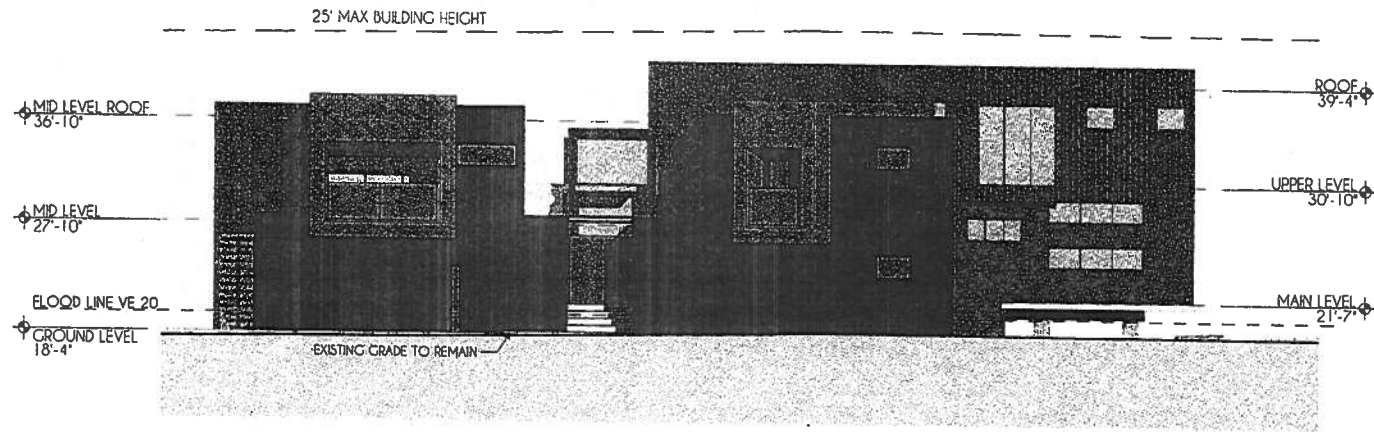 25' MAX BUILDING HEIGHT
MID LEVEL ROOF
36'-10"
ROOF
39'-4"
MID LEVEL
27'-10"
UPPER LEVEL
30'-10"
FLOOD LINE VE 20
MAIN LEVEL
21'-7"
GROUND LEVEL
18'-4"
EXISTING GRADE TO REMAIN